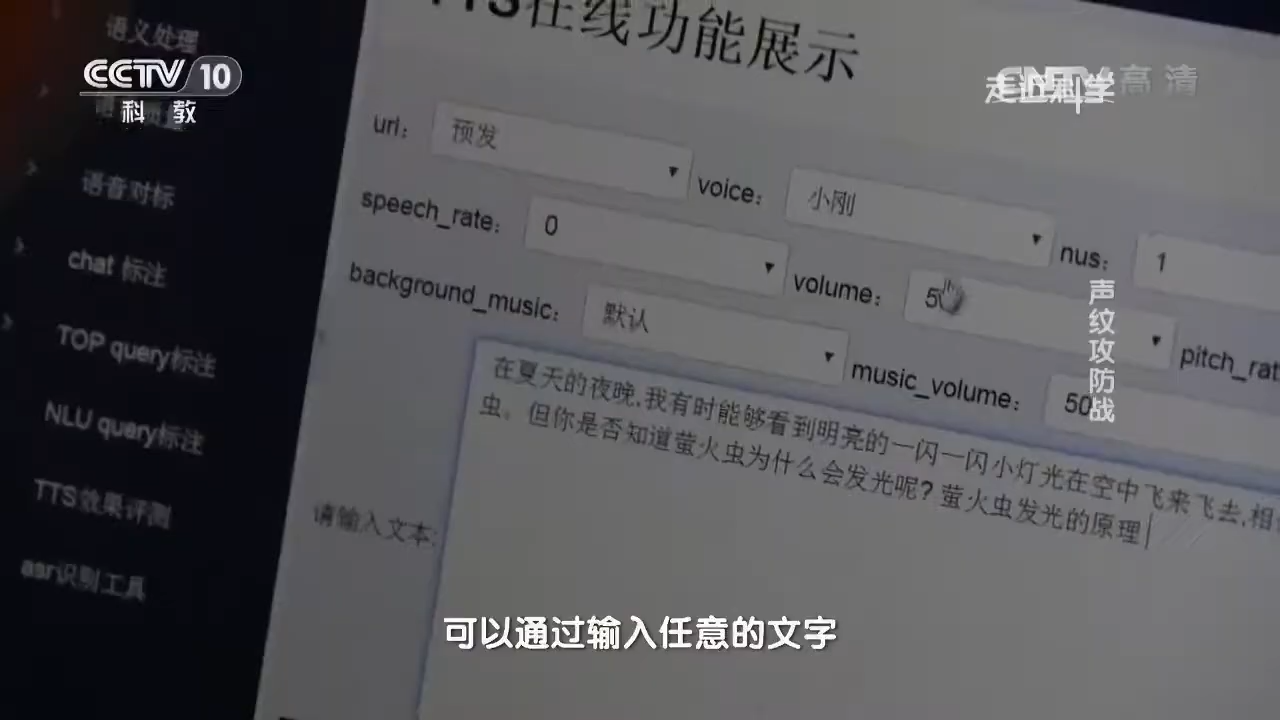 TTS在线功能展示
语义处理
CCTV 10
科教
走近科学
高清
url：
预发
voice：
小刚
nus：
1
语音对标
speech_rate：
0
volume：
50
pitch_rat
chat 标注
background_music：
默认
music_volume：
50
TOP query标注
NLU query标注
TTS效果评测
asr识别工具
请输入文本:
在夏天的夜晚,我有时能够看到明亮的一闪一闪小灯光在空中飞来飞去,相
虫。但你是否知道萤火虫为什么会发光呢? 萤火虫发光的原理
声纹攻防战
可以通过输入任意的文字